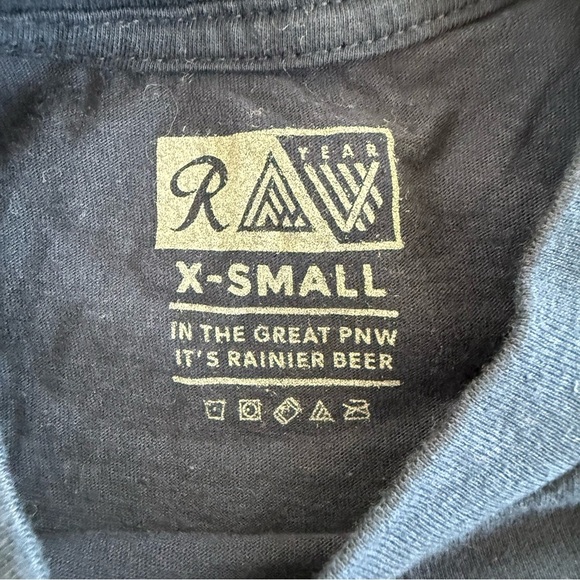 R YEAR
X-SMALL
IN THE GREAT PNW
IT'S RAINIER BEER